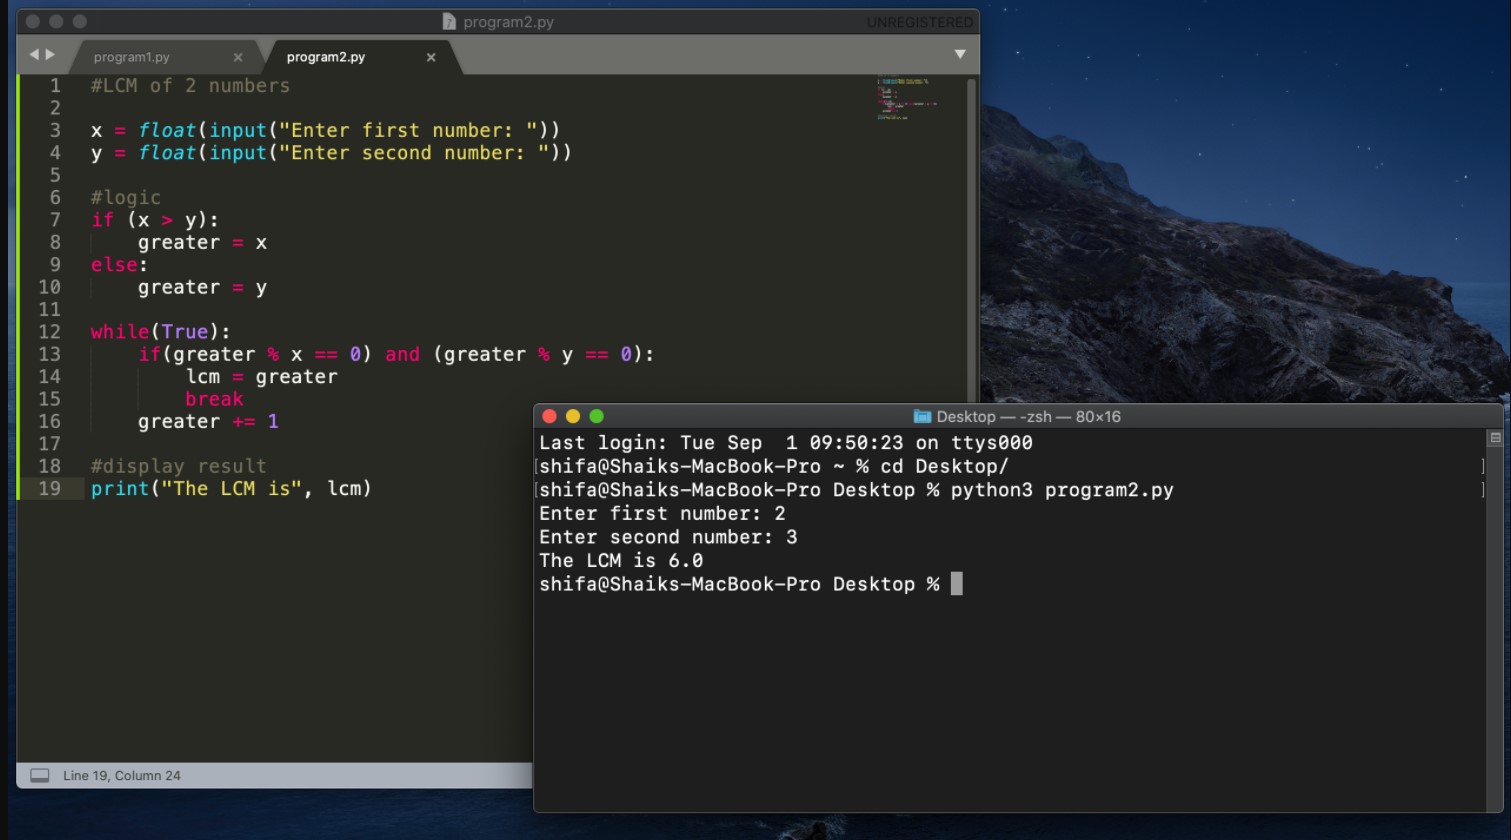 program2.py
UNREGISTERED
program1.py × program2.py ×
1 #LCM of 2 numbers
2
3 x = float(input("Enter first number: "))
4 y = float(input("Enter second number: "))
5
6 #logic
7 if (x > y):
8     greater = x
9 else:
10     greater = y
11
12 while(True):
13     if(greater % x == 0) and (greater % y == 0):
14         lcm = greater
15         break
16     greater += 1
17
18 #display result
19 print("The LCM is", lcm)
Line 19, Column 24
Desktop — -zsh — 80×16
Last login: Tue Sep  1 09:50:23 on ttys000
[shifa@Shaiks-MacBook-Pro ~ % cd Desktop/ ]
[shifa@Shaiks-MacBook-Pro Desktop % python3 program2.py ]
Enter first number: 2
Enter second number: 3
The LCM is 6.0
shifa@Shaiks-MacBook-Pro Desktop %